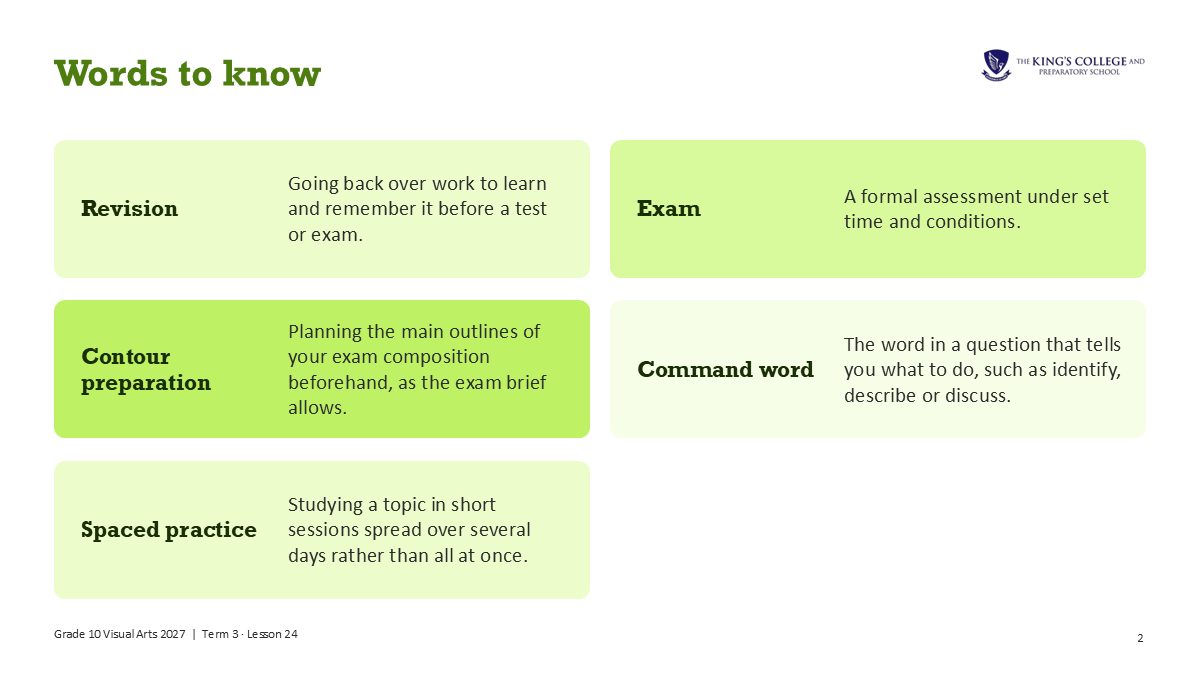 Words to know
THE KING'S COLLEGE AND
PREPARATORY SCHOOL
Revision
Going back over work to learn
and remember it before a test
or exam.
Exam
A formal assessment under set
time and conditions.
Contour
preparation
Planning the main outlines of
your exam composition
beforehand, as the exam brief
allows.
Command word
The word in a question that tells
you what to do, such as identify,
describe or discuss.
Spaced practice
Studying a topic in short
sessions spread over several
days rather than all at once.
Grade 10 Visual Arts 2027 | Term 3 · Lesson 24
2